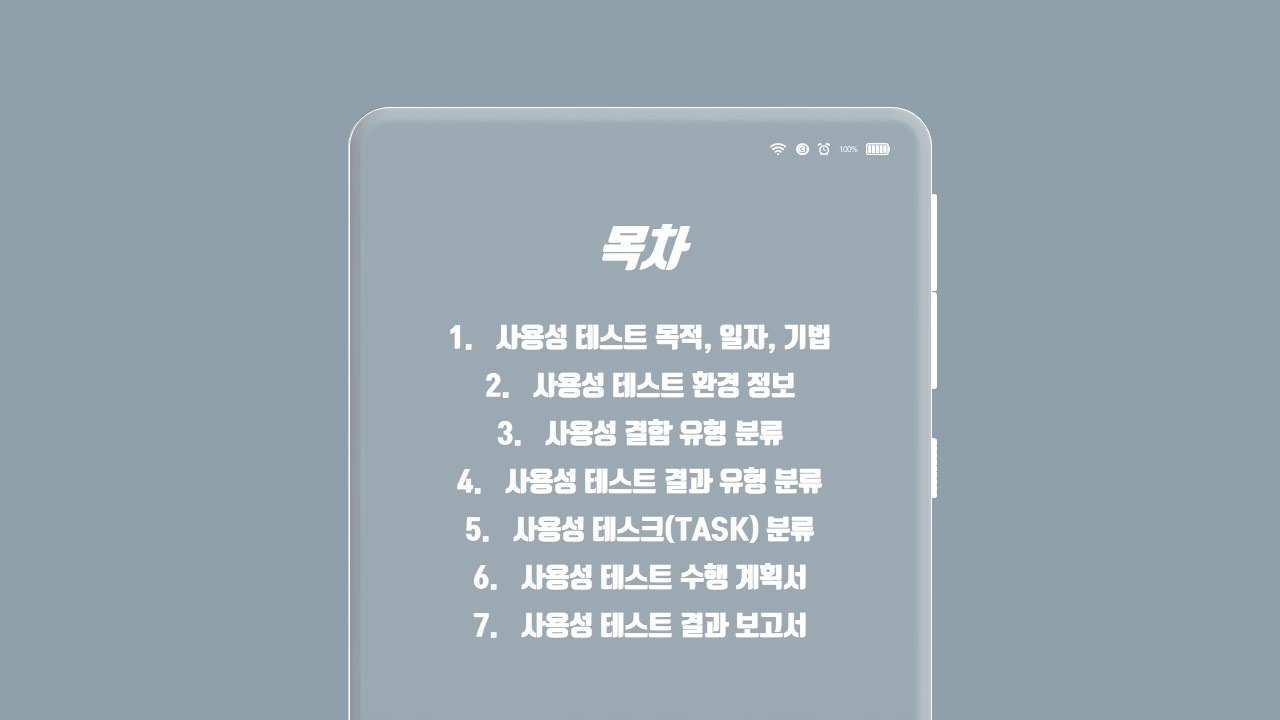 100%
목차
1. 사용성 테스트 목적, 일자, 기법
2. 사용성 테스트 환경 정보
3. 사용성 결함 유형 분류
4. 사용성 테스트 결과 유형 분류
5. 사용성 테스크(TASK) 분류
6. 사용성 테스트 수행 계획서
7. 사용성 테스트 결과 보고서